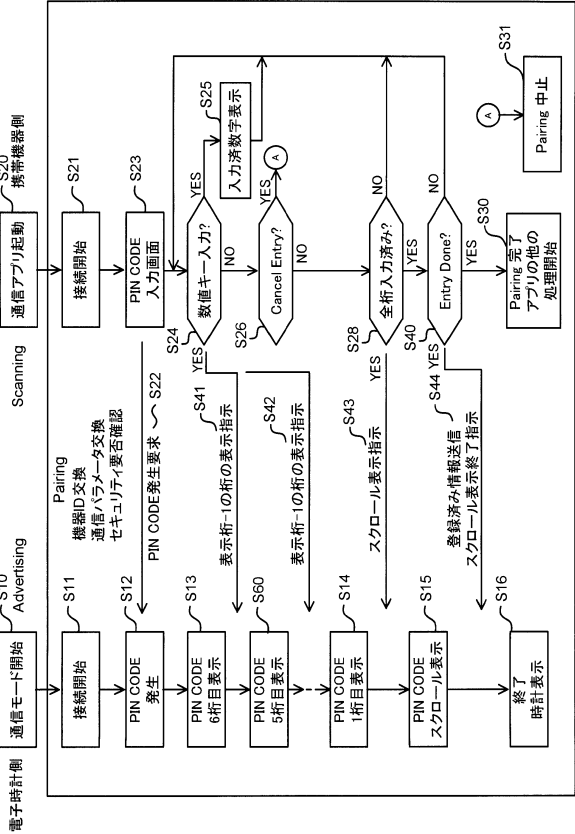 電子時計側
S10
通信モード開始
Advertising
S11
接続開始
S12
PIN CODE
発生
S13
PIN CODE
6桁目表示
S60
PIN CODE
5桁目表示
S14
PIN CODE
1桁目表示
S15
PIN CODE
スクロール表示
S16
終了
時計表示
Pairing
機器ID交換
通信パラメータ交換
セキュリティ要否確認
PIN CODE発生要求
S22
S41
表示桁-1の桁の表示指示
S42
表示桁-1の桁の表示指示
S43
スクロール表示指示
S44
登録済み情報送信
スクロール表示終了指示
携帯機器側
S20
通信アプリ起動
Scanning
S21
接続開始
S23
PIN CODE
入力画面
S24
数値キー入力?
YES
YES
NO
S25
入力済数字表示
S26
Cancel Entry?
YES
A
NO
S28
全桁入力済み?
YES
NO
YES
S40
Entry Done?
YES
NO
YES
S30
Pairing 完了
アプリの他の
処理開始
A
S31
Pairing 中止